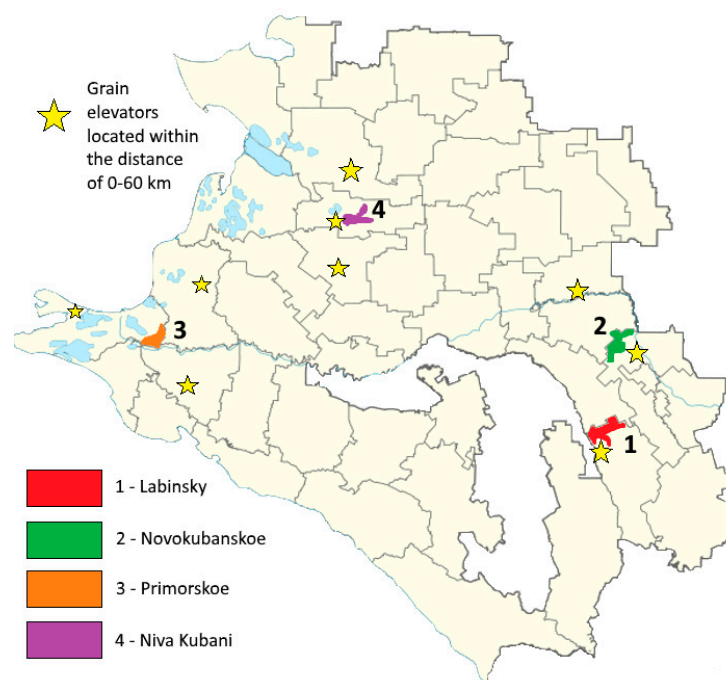 Grain
elevators
located within
the distance
of 0-60 km
4
3
2
1
1 - Labinsky
2 - Novokubanskoe
3 - Primorskoe
4 - Niva Kubani